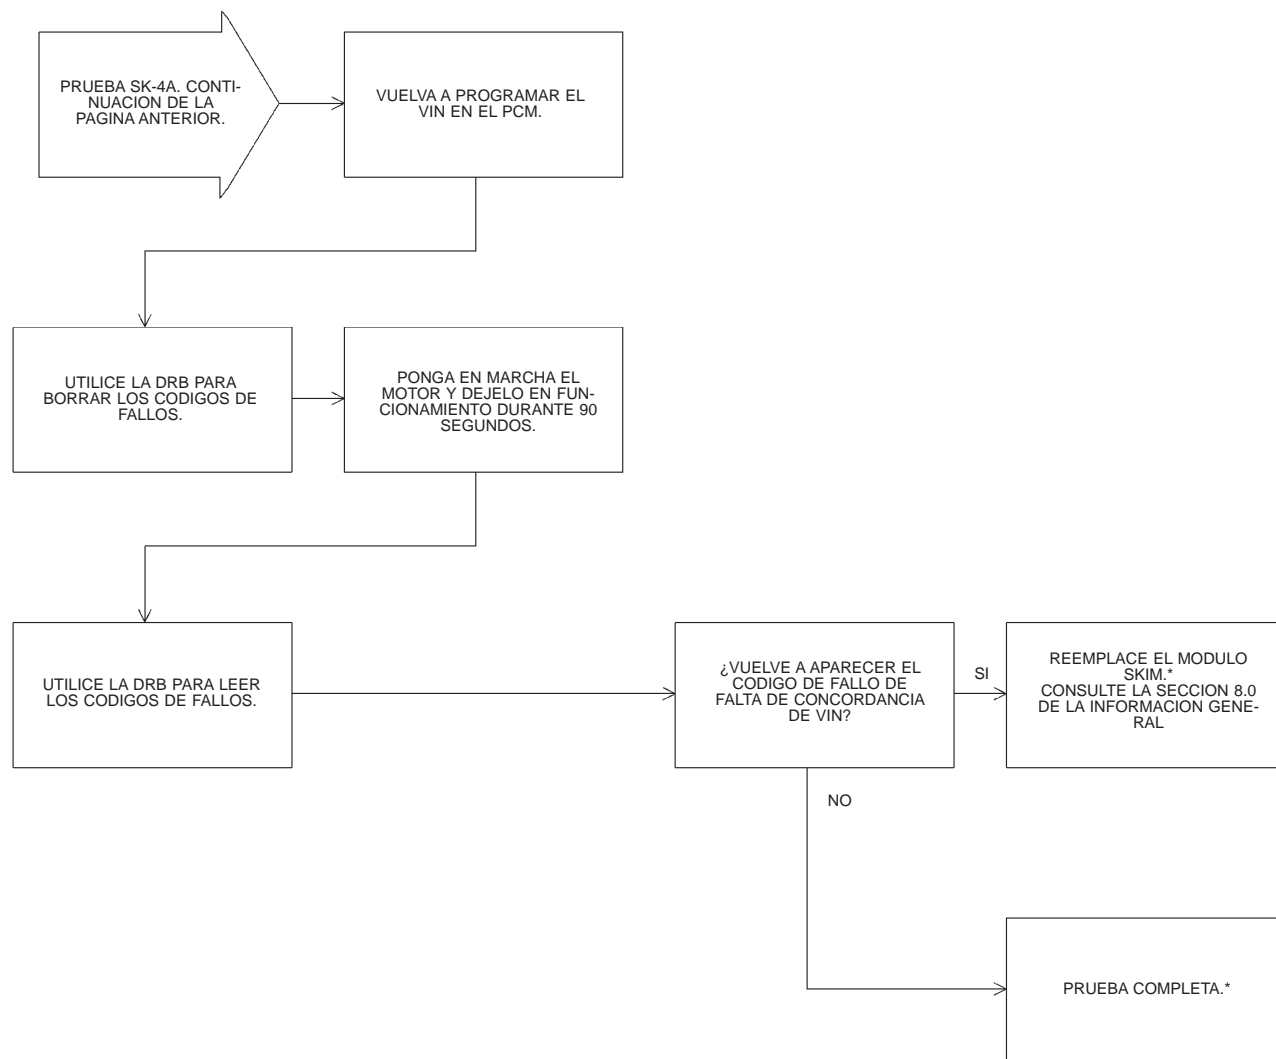 PRUEBA SK-4A. CONTI-
NUACION DE LA
PAGINA ANTERIOR.
VUELVA A PROGRAMAR EL
VIN EN EL PCM.
UTILICE LA DRB PARA
BORRAR LOS CODIGOS DE
FALLOS.
PONGA EN MARCHA EL
MOTOR Y DEJELO EN FUN-
CIONAMIENTO DURANTE 90
SEGUNDOS.
UTILICE LA DRB PARA LEER
LOS CODIGOS DE FALLOS.
¿VUELVE A APARECER EL
CODIGO DE FALLO DE
FALTA DE CONCORDANCIA
DE VIN?
SI
REEMPLACE EL MODULO
SKIM.*
CONSULTE LA SECCION 8.0
DE LA INFORMACION GENE-
RAL
NO
PRUEBA COMPLETA.*